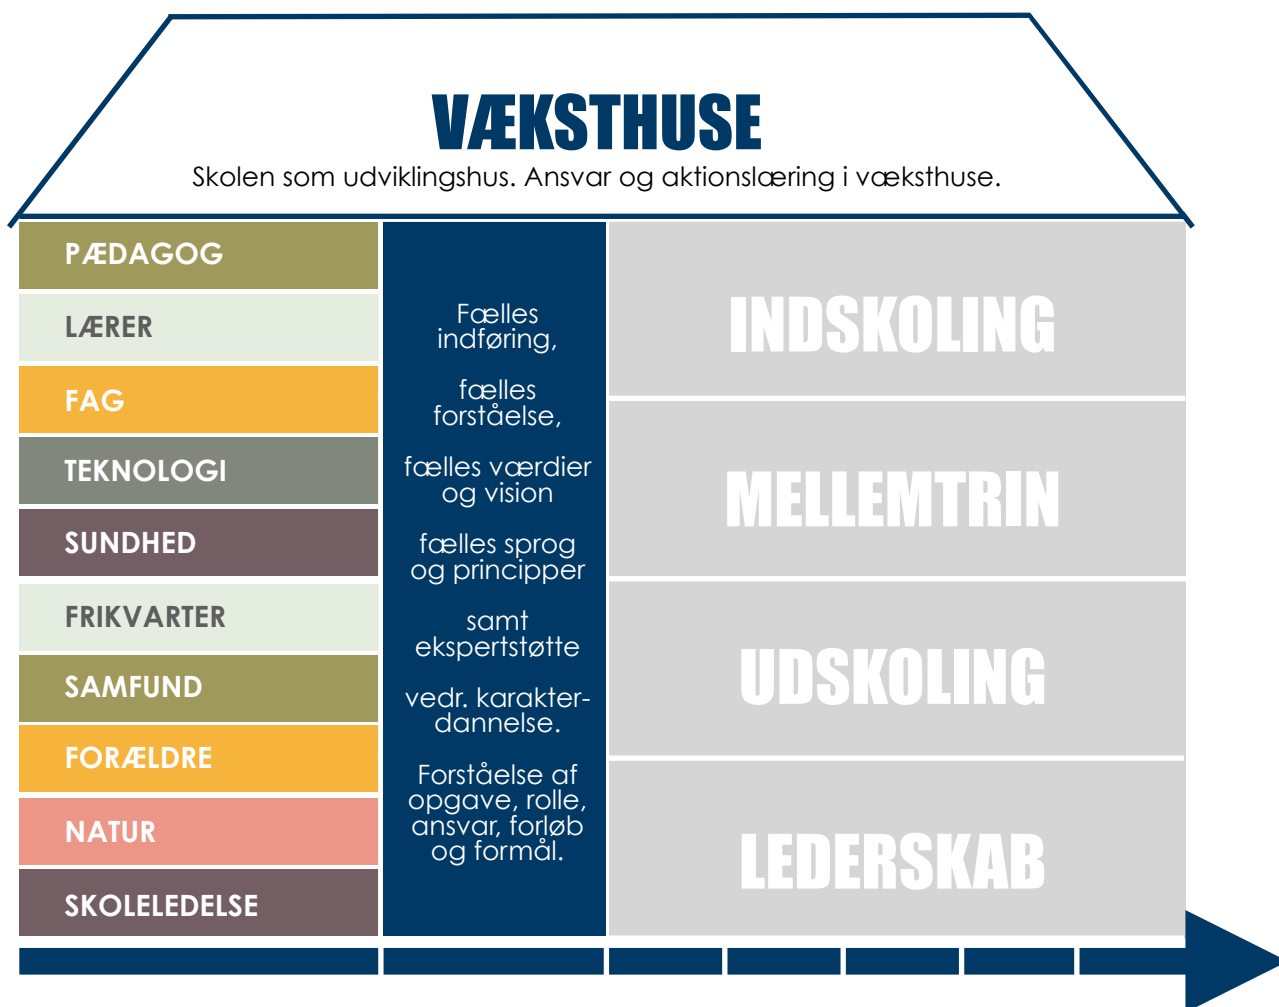 VÆKSTHUSE
Skolen som udviklingshus. Ansvar og aktionslæring i væksthuse.
PÆDAGOG
LÆRER
FAG
TEKNOLOGI
SUNDHED
FRIKVARTER
SAMFUND
FORÆLDRE
NATUR
SKOLELEDELSE
Fælles
indføring,
fælles
forståelse,
fælles værdier
og vision
fælles sprog
og principper
samt
ekspertstøtte
vedr. karakter-
dannelse.
Forståelse af
opgave, rolle,
ansvar, forløb
og formål.
INDSKOLING
MELLEMTRIN
UDSKOLING
LEDERSKAB